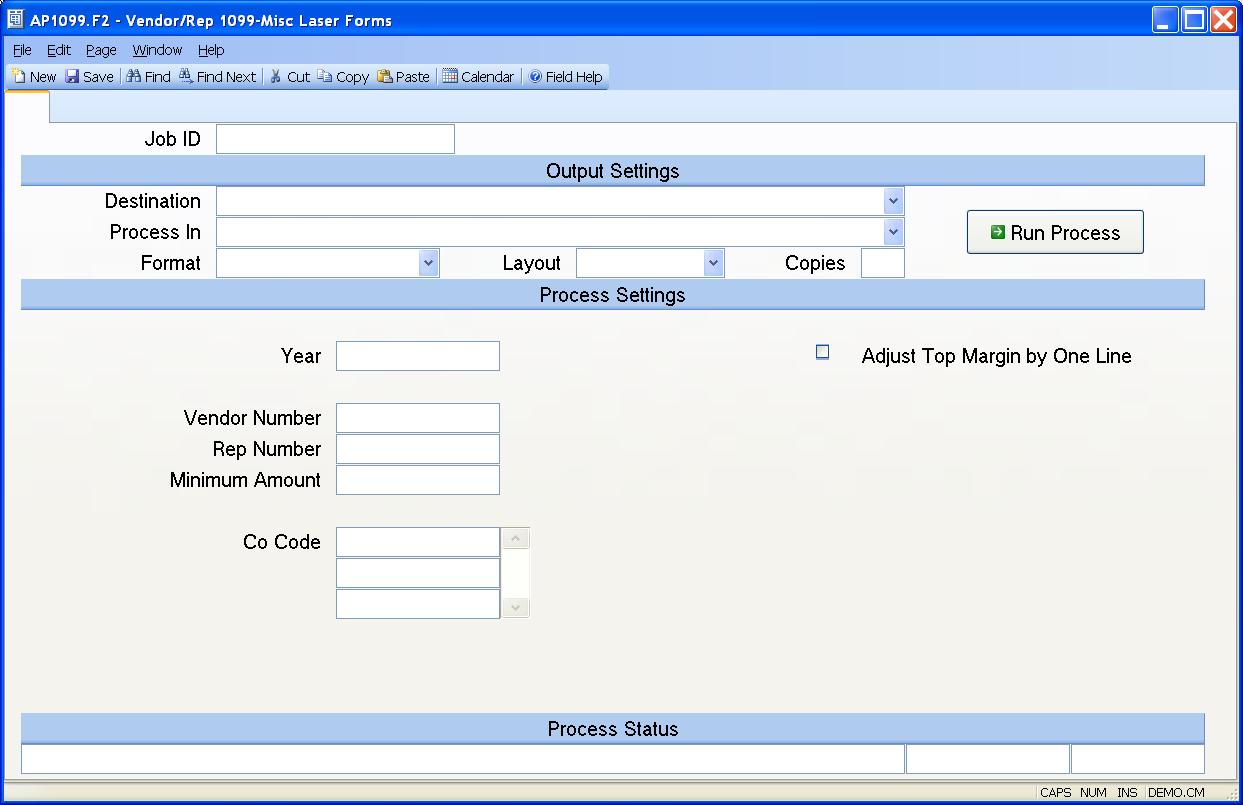 AP1099.F2 - Vendor/Rep 1099-Misc Laser Forms
File Edit Page Window Help
New Save Find Find Next Cut Copy Paste Calendar Field Help
Job ID
Output Settings
Destination
Process In
Run Process
Format Layout Copies
Process Settings
Year Adjust Top Margin by One Line
Vendor Number
Rep Number
Minimum Amount
Co Code
Process Status
CAPS NUM INS DEMO.CM